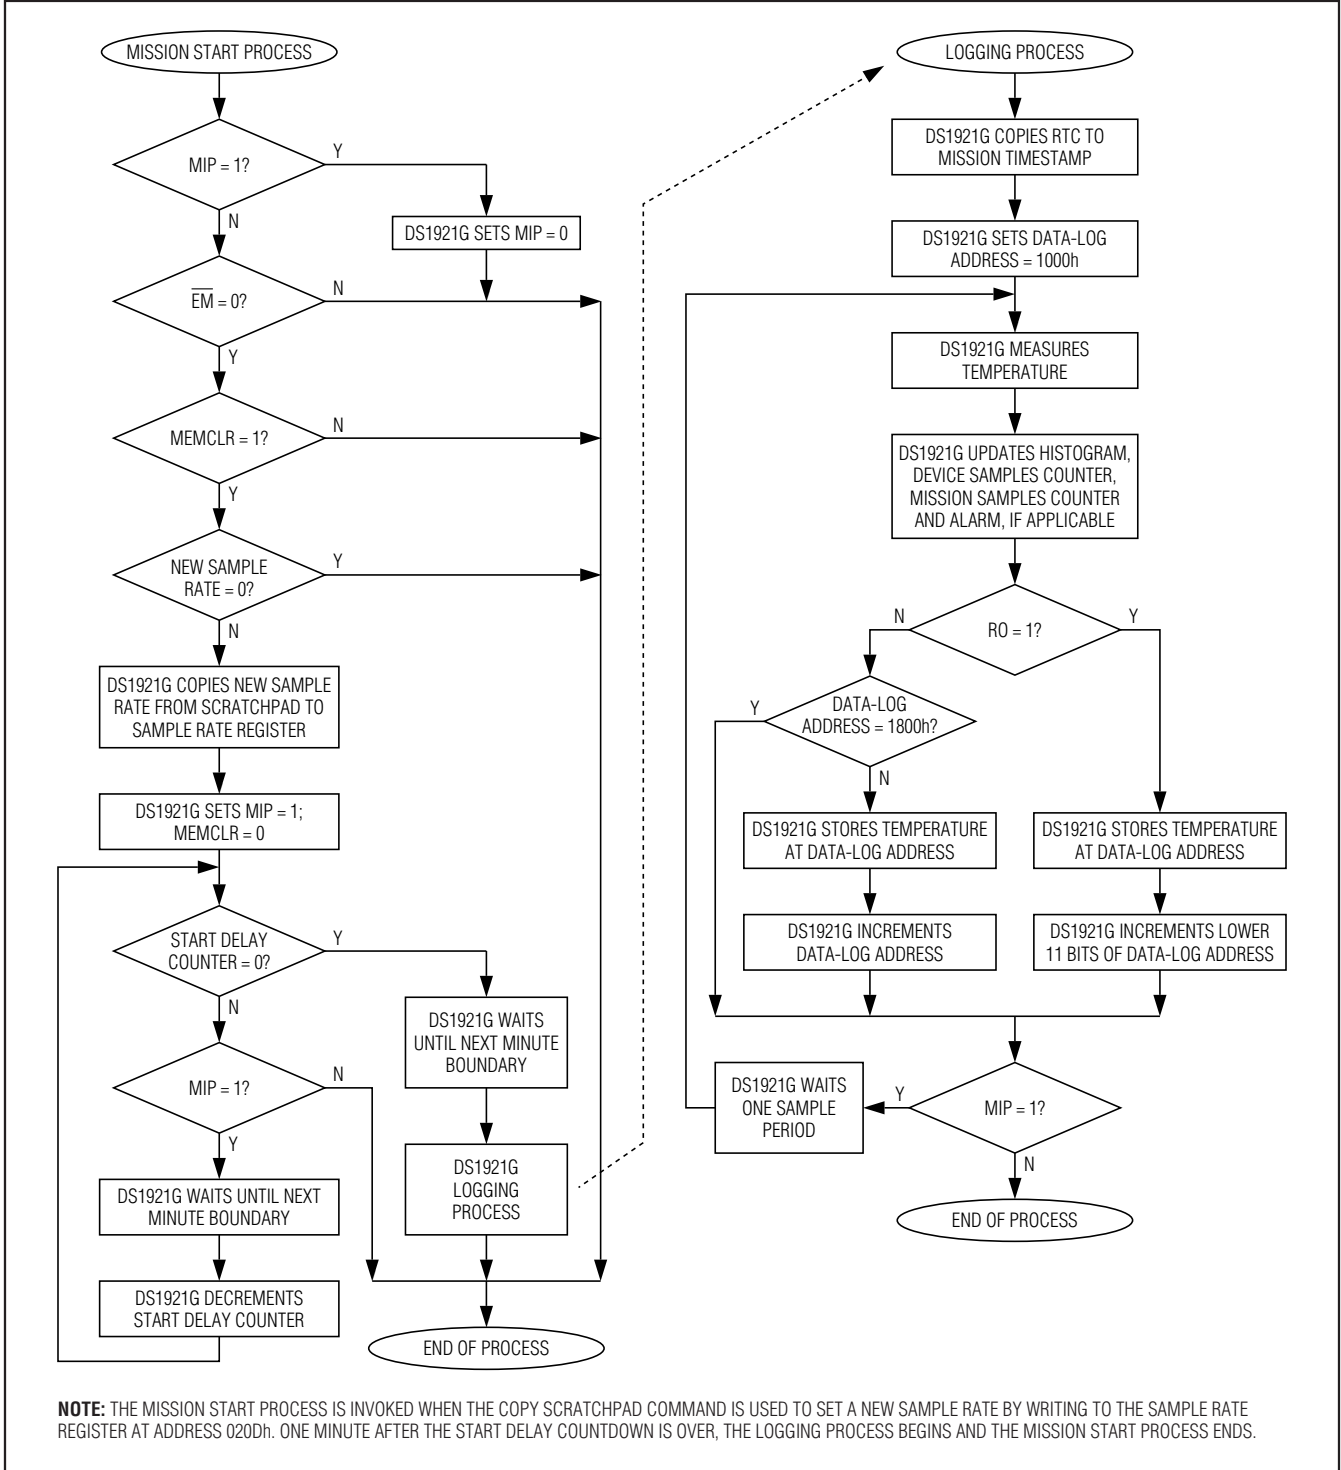 MISSION START PROCESS
MIP = 1?
Y
N
DS1921G SETS MIP = 0
EM = 0?
N
Y
MEMCLR = 1?
N
Y
NEW SAMPLE
RATE = 0?
Y
N
DS1921G COPIES NEW SAMPLE
RATE FROM SCRATCHPAD TO
SAMPLE RATE REGISTER
DS1921G SETS MIP = 1;
MEMCLR = 0
START DELAY
COUNTER = 0?
Y
N
DS1921G WAITS
UNTIL NEXT MINUTE
BOUNDARY
MIP = 1?
N
Y
DS1921G
LOGGING
PROCESS
DS1921G WAITS UNTIL NEXT
MINUTE BOUNDARY
DS1921G DECREMENTS
START DELAY COUNTER
END OF PROCESS
LOGGING PROCESS
DS1921G COPIES RTC TO
MISSION TIMESTAMP
DS1921G SETS DATA-LOG
ADDRESS = 1000h
DS1921G MEASURES
TEMPERATURE
DS1921G UPDATES HISTOGRAM,
DEVICE SAMPLES COUNTER,
MISSION SAMPLES COUNTER
AND ALARM, IF APPLICABLE
RO = 1?
N
Y
DATA-LOG
ADDRESS = 1800h?
Y
N
DS1921G STORES TEMPERATURE
AT DATA-LOG ADDRESS
DS1921G INCREMENTS
DATA-LOG ADDRESS
DS1921G STORES TEMPERATURE
AT DATA-LOG ADDRESS
DS1921G INCREMENTS LOWER
11 BITS OF DATA-LOG ADDRESS
MIP = 1?
Y
N
DS1921G WAITS
ONE SAMPLE
PERIOD
END OF PROCESS
NOTE: THE MISSION START PROCESS IS INVOKED WHEN THE COPY SCRATCHPAD COMMAND IS USED TO SET A NEW SAMPLE RATE BY WRITING TO THE SAMPLE RATE
REGISTER AT ADDRESS 020Dh. ONE MINUTE AFTER THE START DELAY COUNTDOWN IS OVER, THE LOGGING PROCESS BEGINS AND THE MISSION START PROCESS ENDS.